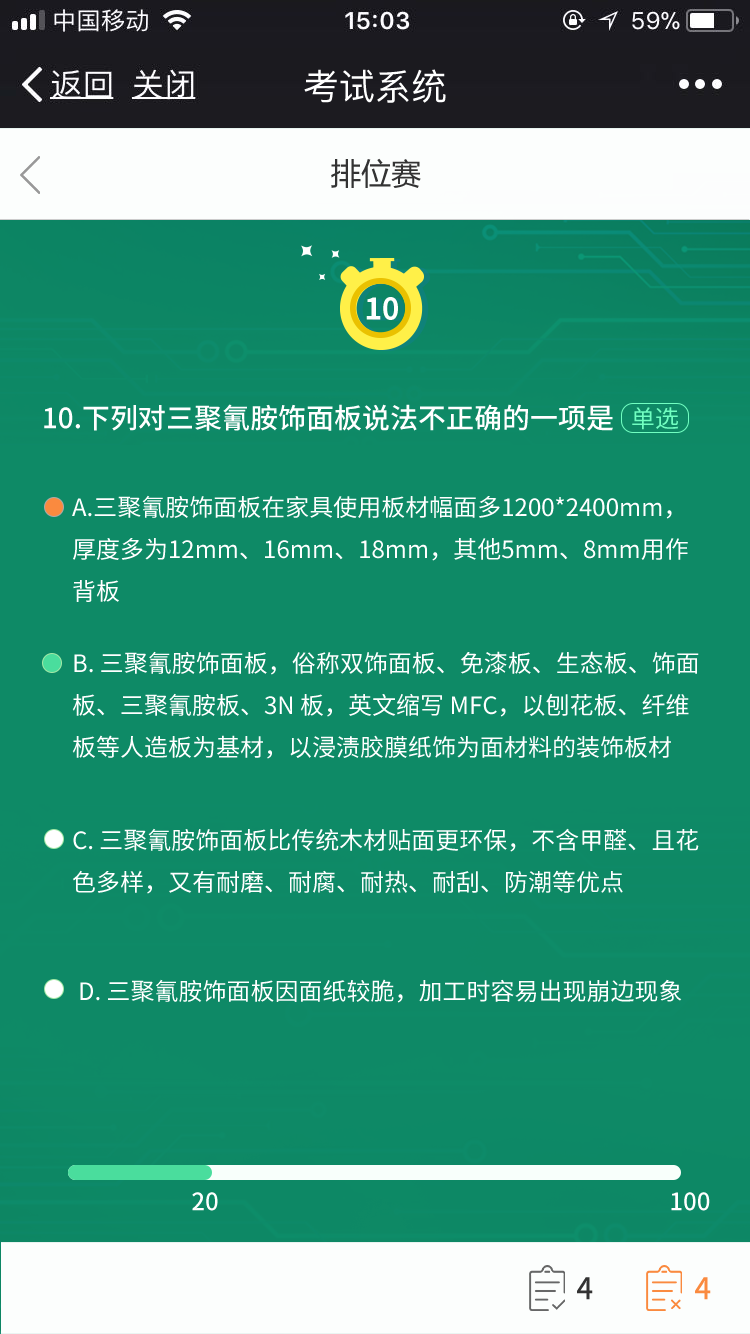 中国移动 15:03 59%
返回 关闭 考试系统
排位赛
10
10.下列对三聚氰胺饰面板说法不正确的一项是 单选
A.三聚氰胺饰面板在家具使用板材幅面多1200*2400mm，
厚度多为12mm、16mm、18mm，其他5mm、8mm用作
背板
B. 三聚氰胺饰面板，俗称双饰面板、免漆板、生态板、饰面
板、三聚氰胺板、3N 板，英文缩写 MFC，以刨花板、纤维
板等人造板为基材，以浸渍胶膜纸饰为面材料的装饰板材
C. 三聚氰胺饰面板比传统木材贴面更环保，不含甲醛、且花
色多样，又有耐磨、耐腐、耐热、耐刮、防潮等优点
D. 三聚氰胺饰面板因面纸较脆，加工时容易出现崩边现象
20 100
4 4